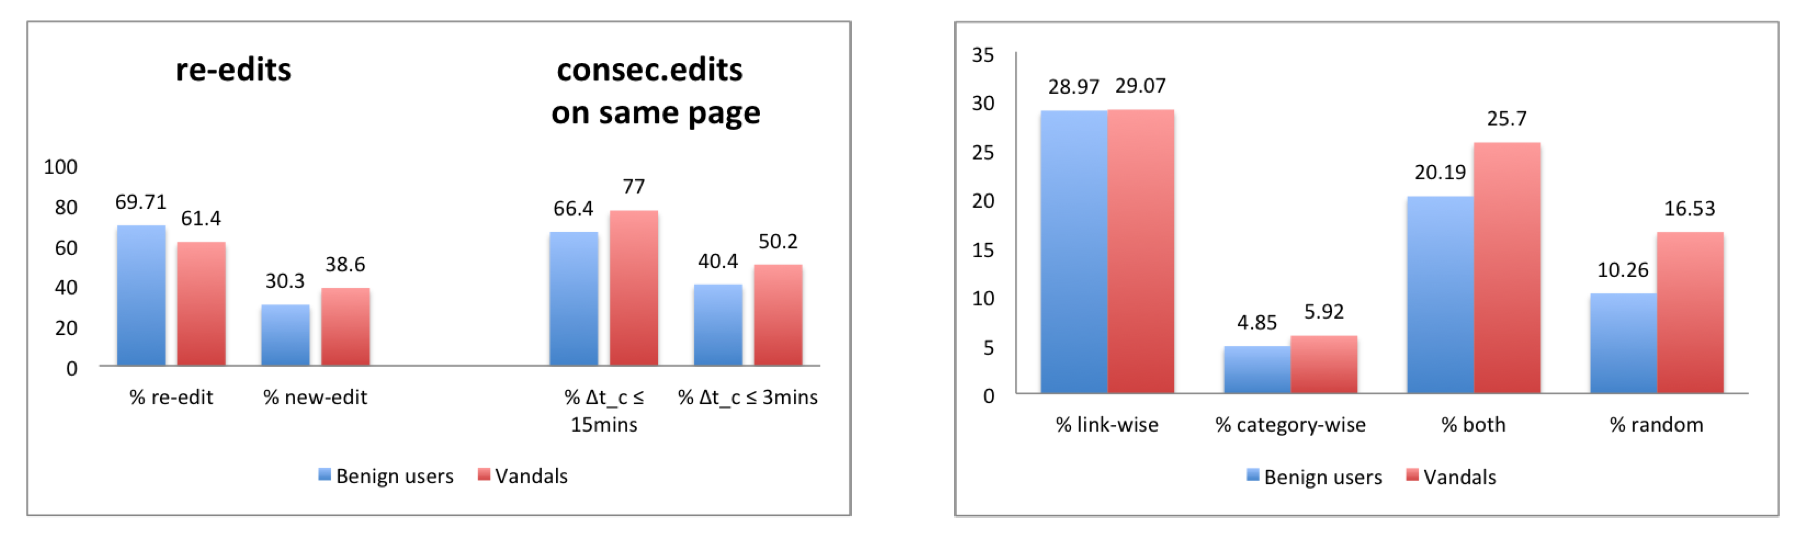 re-edits
consec.edits
on same page
100
80
60
40
20
0
69.71
61.4
30.3
38.6
66.4
77
40.4
50.2
% re-edit
% new-edit
% Δt_c ≤
15mins
% Δt_c ≤ 3mins
Benign users
Vandals
35
30
25
20
15
10
5
0
28.97
29.07
4.85
5.92
20.19
25.7
10.26
16.53
% link-wise
% category-wise
% both
% random
Benign users
Vandals